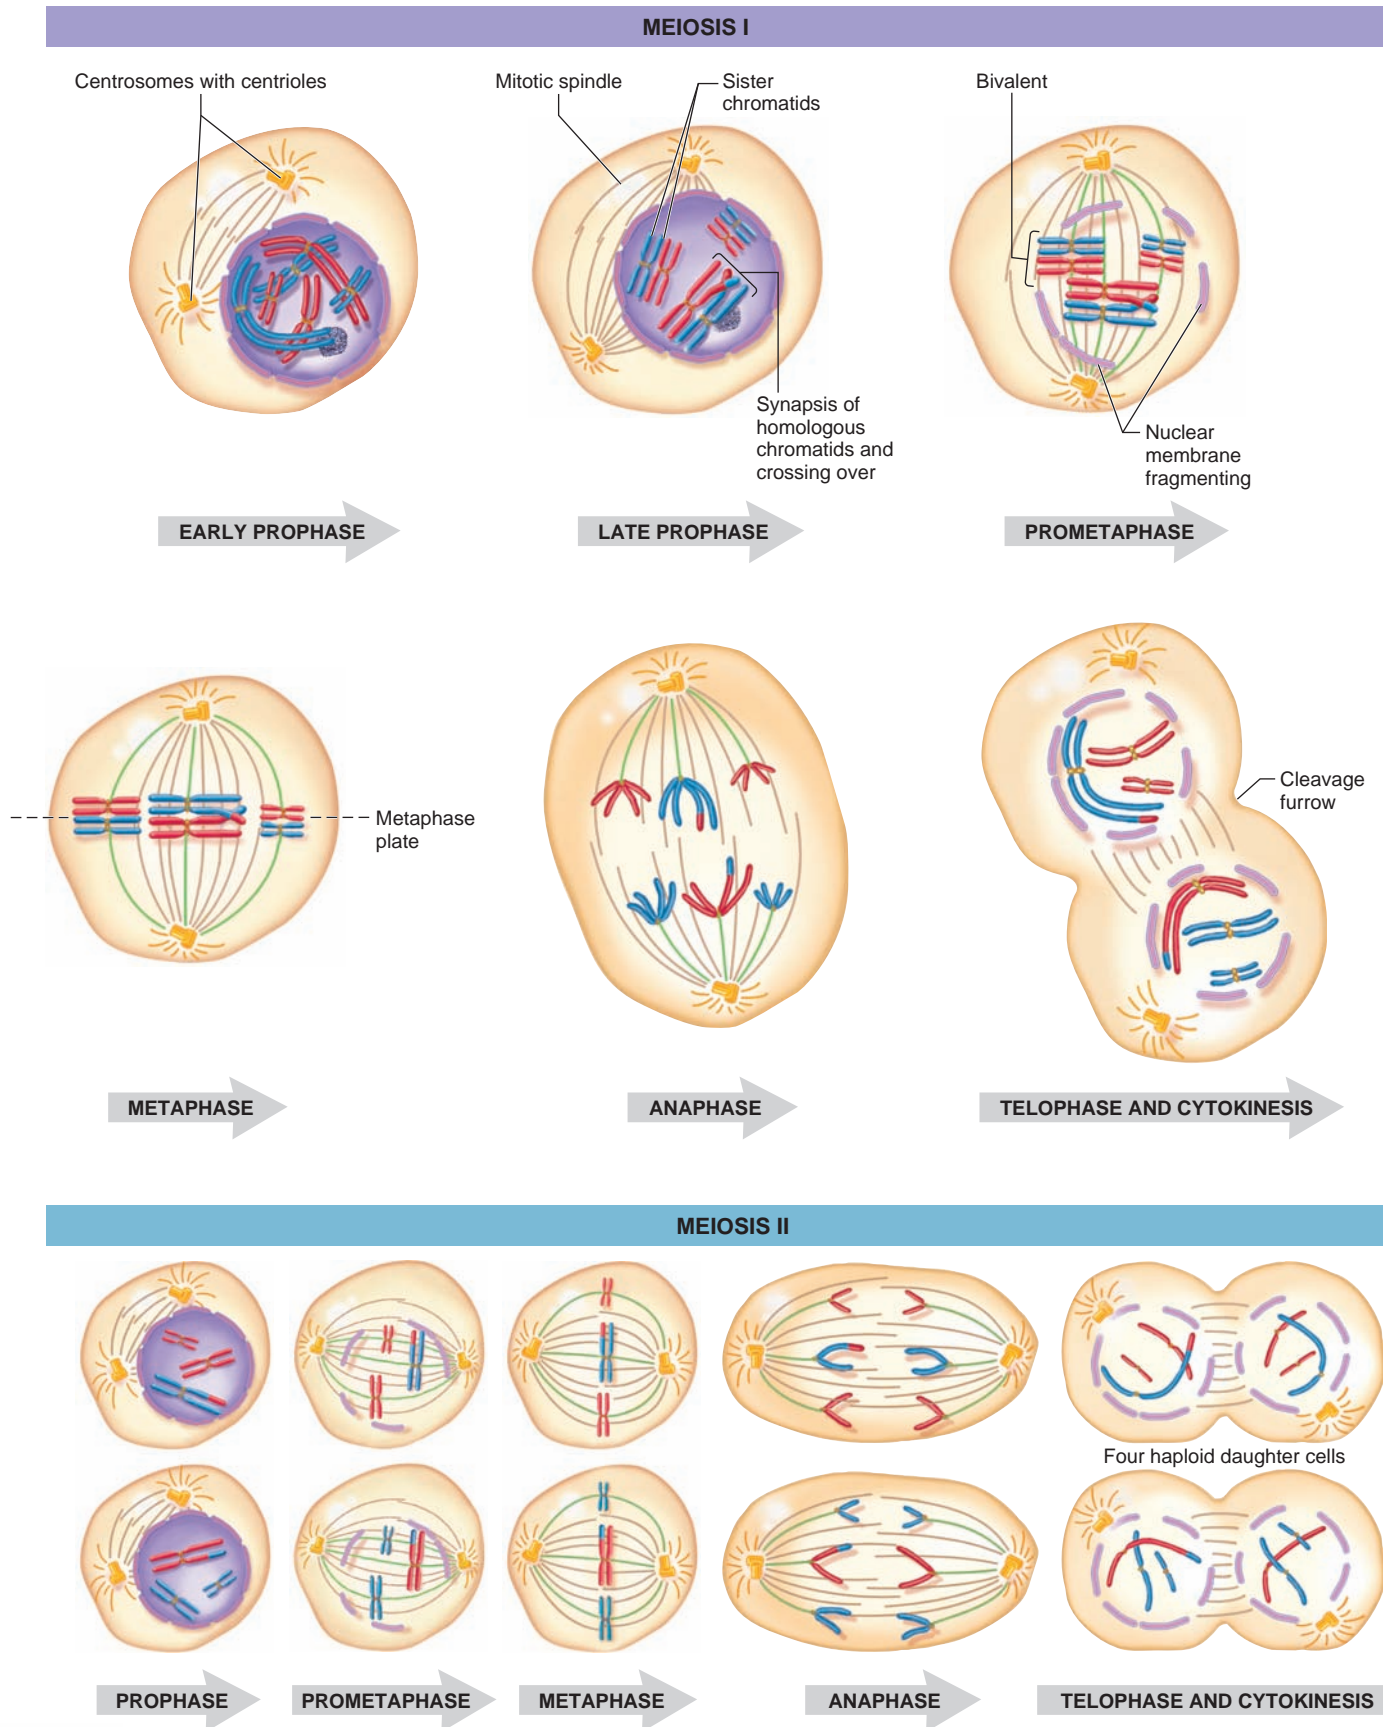 MEIOSIS I
Centrosomes with centrioles
Mitotic spindle
Sister
chromatids
Bivalent
Synapsis of
homologous
chromatids and
crossing over
Nuclear
membrane
fragmenting
EARLY PROPHASE
LATE PROPHASE
PROMETAPHASE
Metaphase
plate
Cleavage
furrow
METAPHASE
ANAPHASE
TELOPHASE AND CYTOKINESIS
MEIOSIS II
Four haploid daughter cells
PROPHASE
PROMETAPHASE
METAPHASE
ANAPHASE
TELOPHASE AND CYTOKINESIS